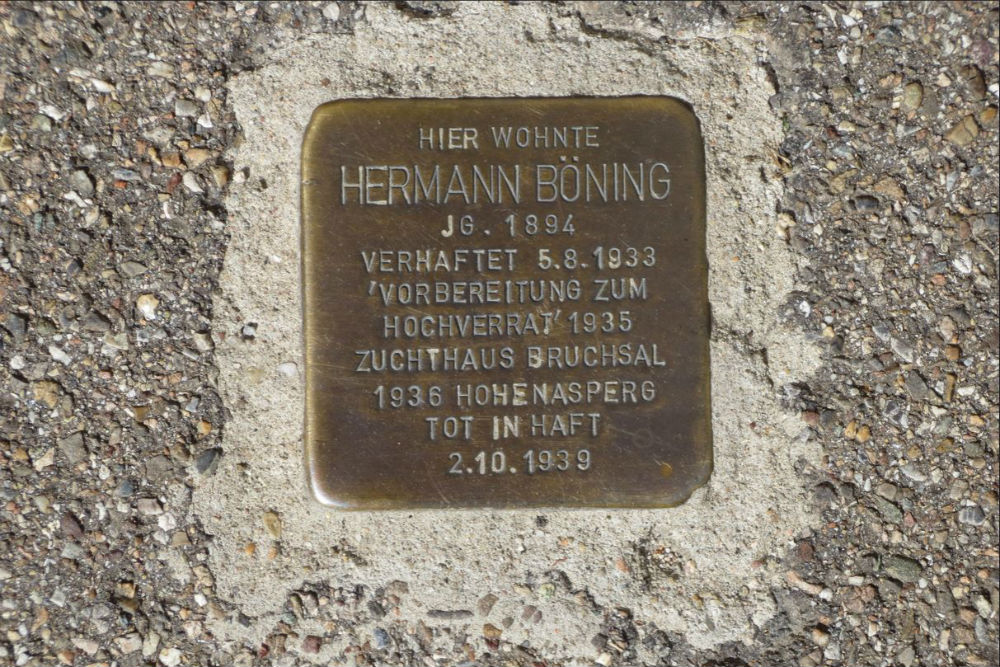 HIER WOHNTE
HERMANN BÖNING
JG. 1894
VERHAFTET 5.8.1933
'VORBEREITUNG ZUM
HOCHVERRAT' 1935
ZUCHTHAUS BRUCHSAL
1936 HOHENASPERG
TOT IN HAFT
2.10.1939